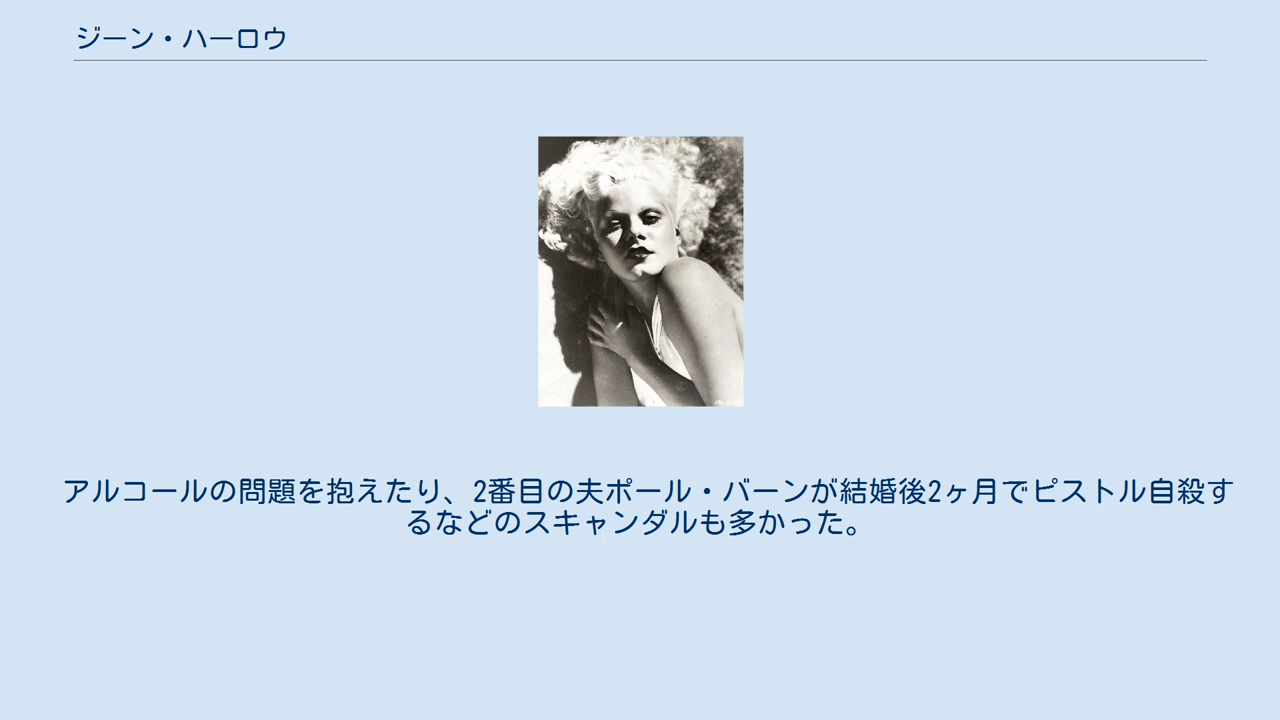 ジーン・ハーロウ
アルコールの問題を抱えたり、2番目の夫ポール・バーンが結婚後2ヶ月でピストル自殺す
るなどのスキャンダルも多かった。